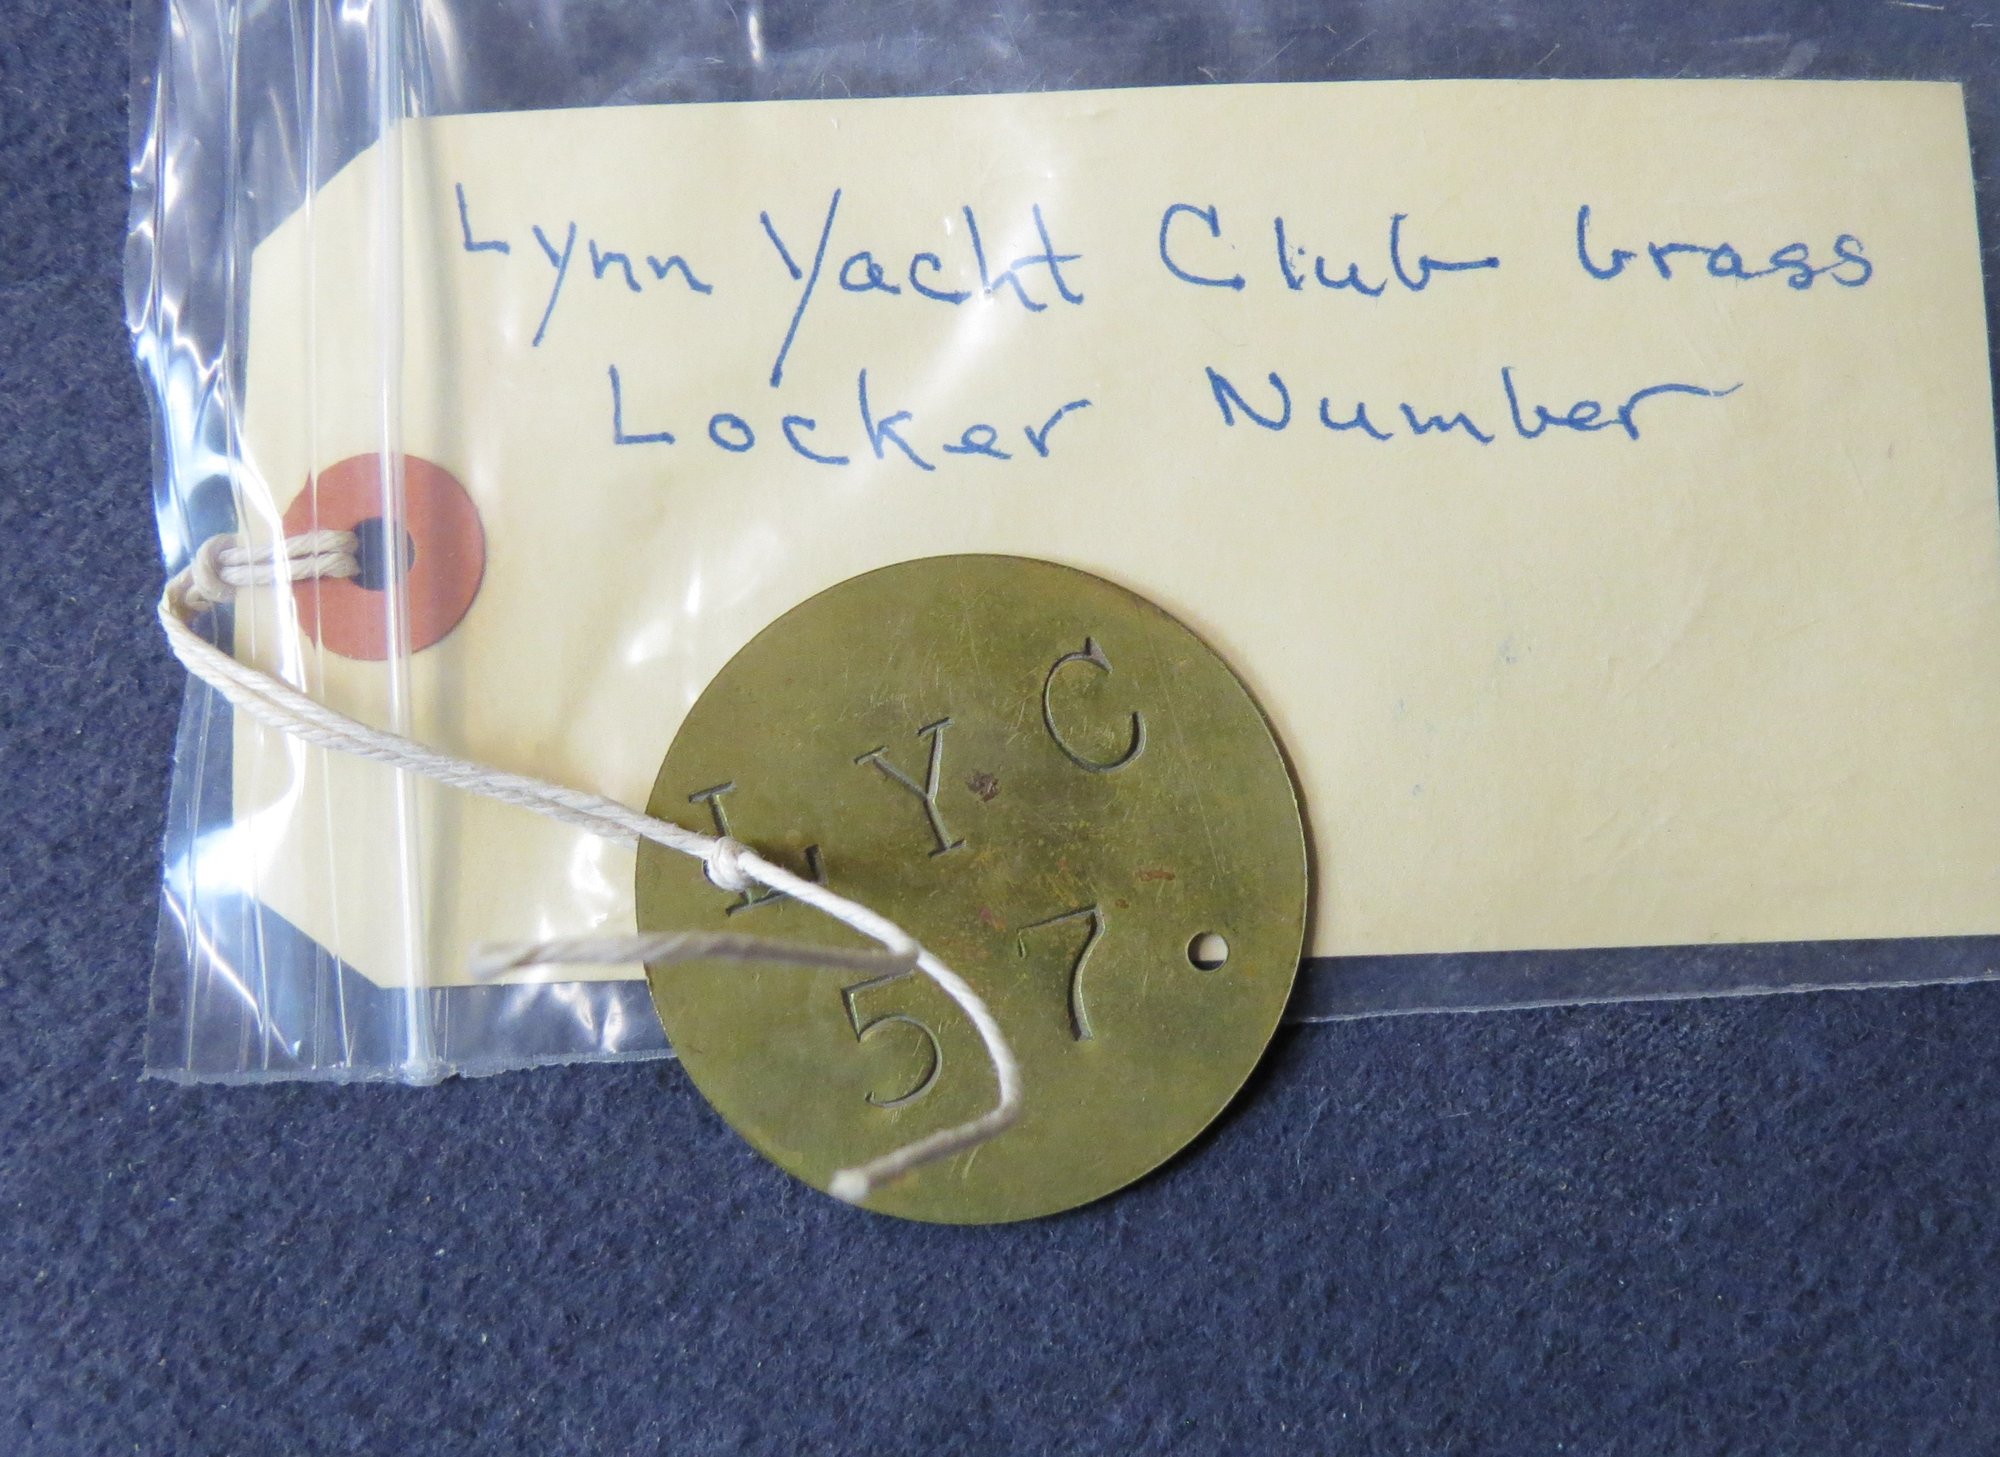 Lynn Yacht Club brass
Locker Number
LYC
57